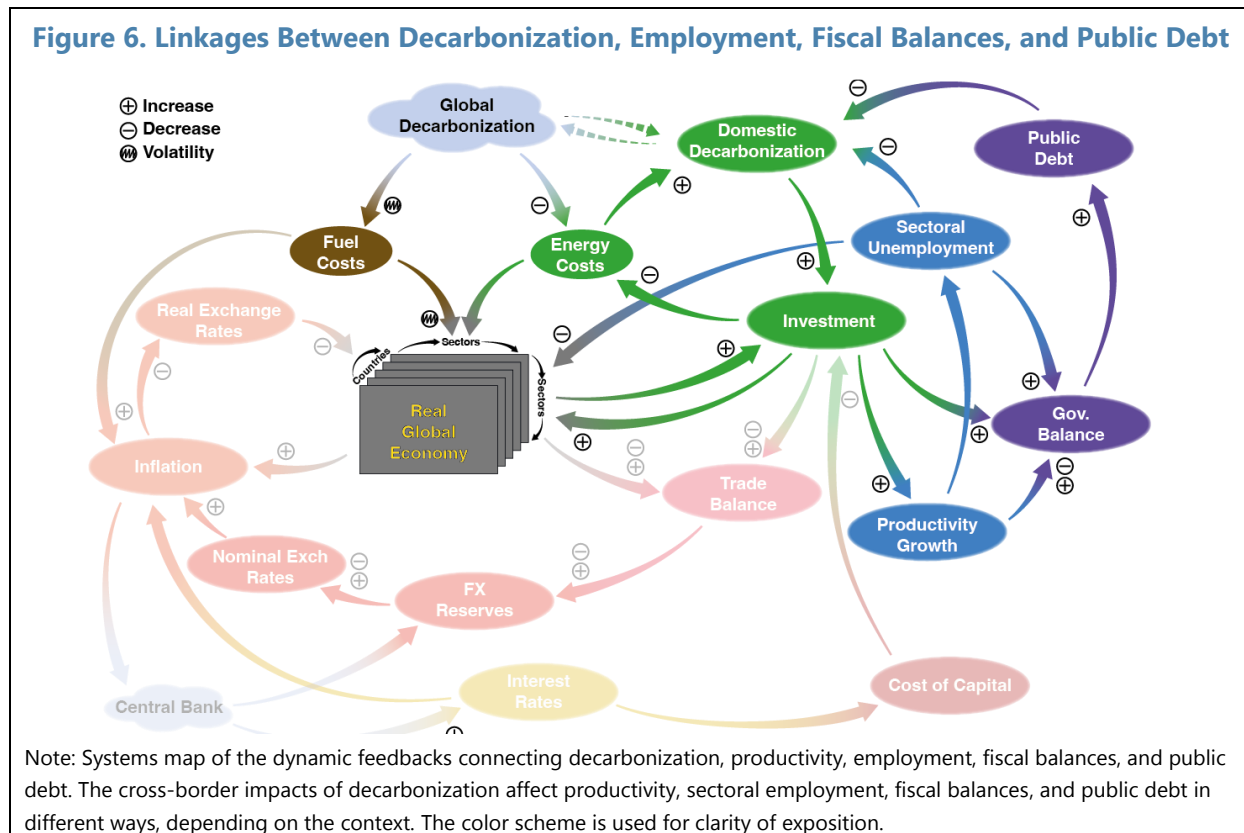 Figure 6. Linkages Between Decarbonization, Employment, Fiscal Balances, and Public Debt
⊕ Increase
⊖ Decrease
Volatility
Global
Decarbonization
Domestic
Decarbonization
Public
Debt
Fuel
Costs
Energy
Costs
Sectoral
Unemployment
Real Exchange
Rates
Investment
Countries
Sectors
Sectors
Real
Global
Economy
Gov.
Balance
Inflation
Trade
Balance
Productivity
Growth
Nominal Exch
Rates
FX
Reserves
Central Bank
Interest
Rates
Cost of Capital
Note: Systems map of the dynamic feedbacks connecting decarbonization, productivity, employment, fiscal balances, and public
debt. The cross-border impacts of decarbonization affect productivity, sectoral employment, fiscal balances, and public debt in
different ways, depending on the context. The color scheme is used for clarity of exposition.